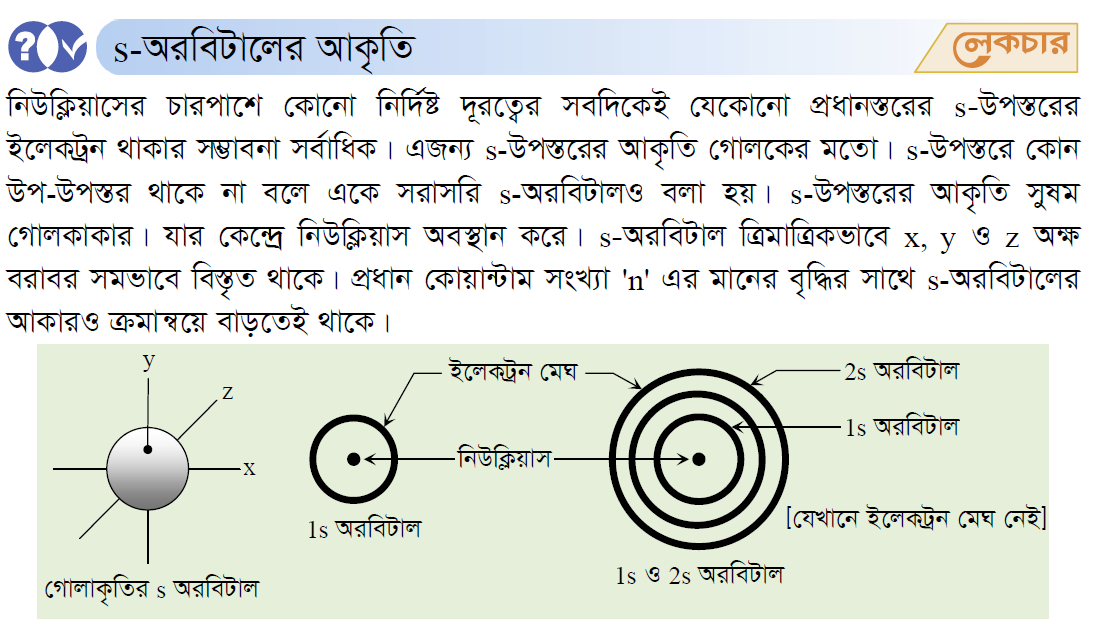 s-অরবিটালের আকৃতি
লেকচার
নিউক্লিয়াসের চারপাশে কোনো নির্দিষ্ট দূরত্বের সবদিকেই যেকোনো প্রধানস্তরের s-উপস্তরের
ইলেকট্রন থাকার সম্ভাবনা সর্বাধিক। এজন্য s-উপস্তরের আকৃতি গোলকের মতো। s-উপস্তরে কোন
উপ-উপস্তর থাকে না বলে একে সরাসরি s-অরবিটালও বলা হয়। s-উপস্তরের আকৃতি সুষম
গোলকাকার। যার কেন্দ্রে নিউক্লিয়াস অবস্থান করে। s-অরবিটাল ত্রিমাত্রিকভাবে x, y ও z অক্ষ
বরাবর সমভাবে বিস্তৃত থাকে। প্রধান কোয়ান্টাম সংখ্যা 'n' এর মানের বৃদ্ধির সাথে s-অরবিটালের
আকারও ক্রমান্বয়ে বাড়তেই থাকে।
y
z
x
গোলাকৃতির s অরবিটাল
ইলেকট্রন মেঘ
নিউক্লিয়াস
1s অরবিটাল
2s অরবিটাল
1s অরবিটাল
[যেখানে ইলেকট্রন মেঘ নেই]
1s ও 2s অরবিটাল